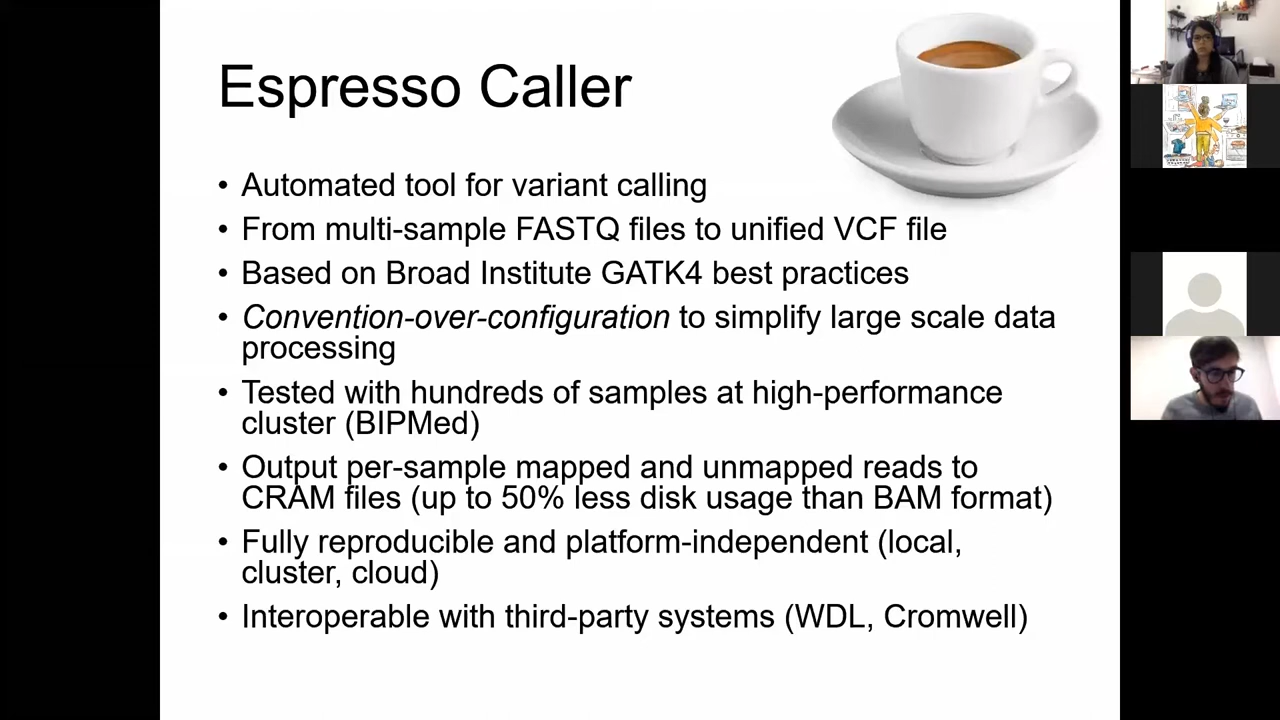 Espresso Caller
• Automated tool for variant calling
• From multi-sample FASTQ files to unified VCF file
• Based on Broad Institute GATK4 best practices
• Convention-over-configuration to simplify large scale data
processing
• Tested with hundreds of samples at high-performance
cluster (BIPMed)
• Output per-sample mapped and unmapped reads to
CRAM files (up to 50% less disk usage than BAM format)
• Fully reproducible and platform-independent (local,
cluster, cloud)
• Interoperable with third-party systems (WDL, Cromwell)